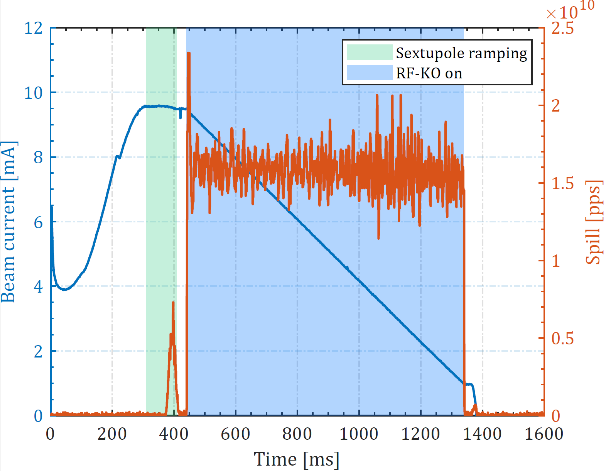 ×10^10
12
10
8
6
4
2
0
2.5
2
1.5
1
0.5
0
Sextupole ramping
RF-KO on
Beam current [mA]
Spill [pps]
0 200 400 600 800 1000 1200 1400 1600
Time [ms]